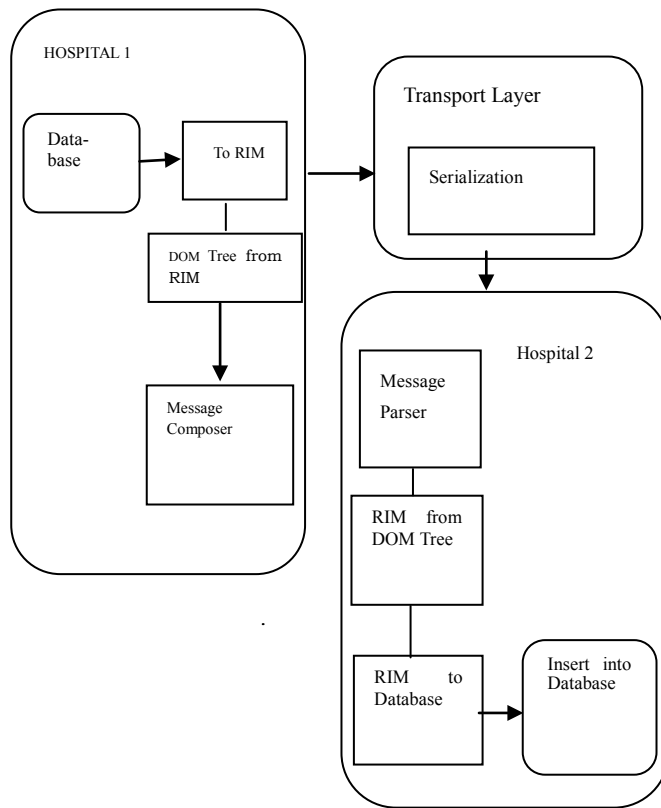 HOSPITAL 1
Data-
base
To RIM
DOM Tree from
RIM
Message
Composer
Transport Layer
Serialization
Hospital 2
Message
Parser
RIM from
DOM Tree
RIM to
Database
Insert into
Database
.